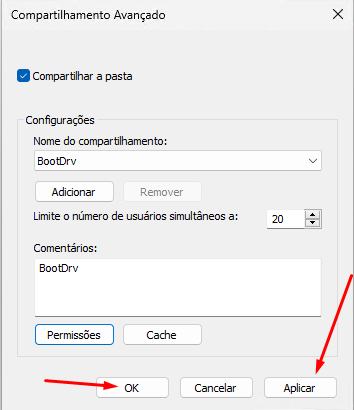 Compartilhamento Avançado
Compartilhar a pasta
Configurações
Nome do compartilhamento:
BootDrv
Adicionar Remover
Limite o número de usuários simultâneos a: 20
Comentários:
BootDrv
Permissões Cache
OK Cancelar Aplicar